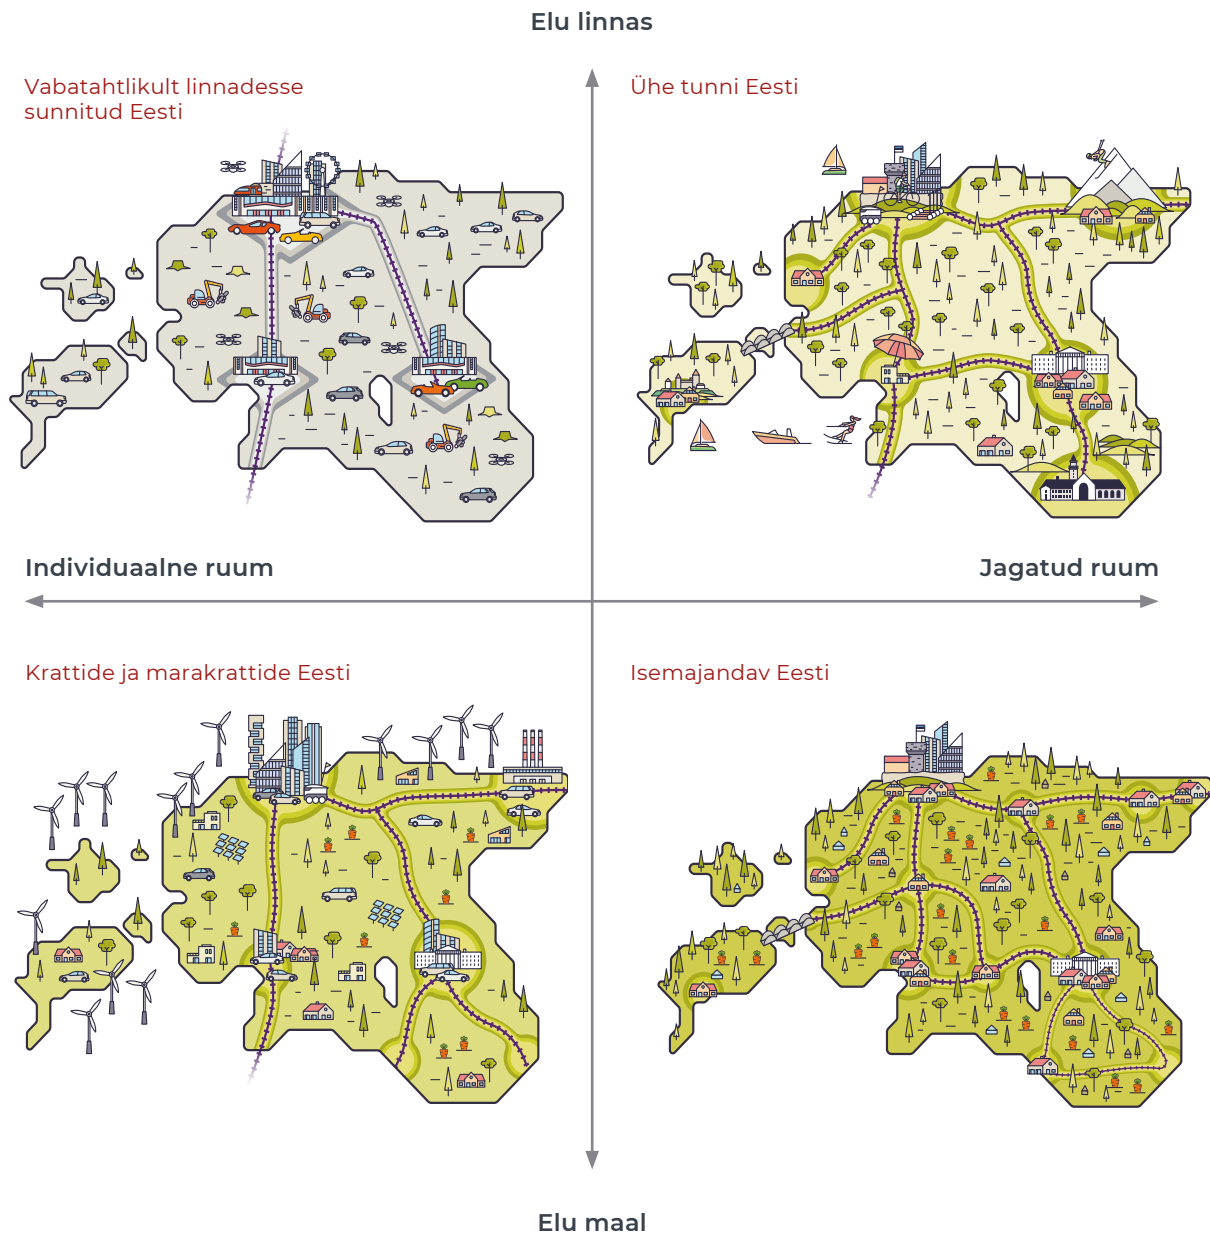 Elu linnas
Vabatahtlikult linnadesse
sunnitud Eesti
Ühe tunni Eesti
Individuaalne ruum
Jagatud ruum
Krattide ja marakrattide Eesti
Isemajandav Eesti
Elu maal